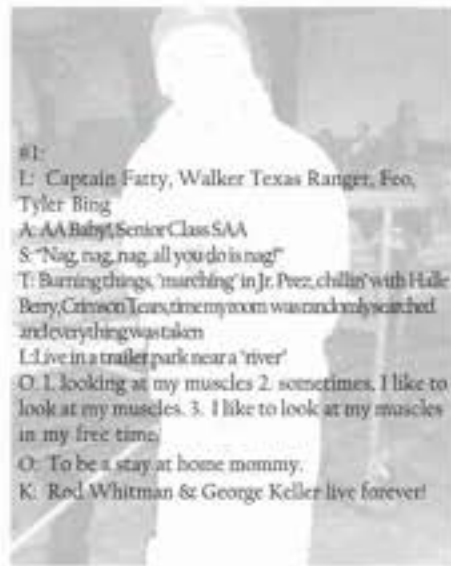 #1:
L: Captain Fatty, Walker Texas Ranger, Feo,
Tyler Bing
A: AA Baby!, Senior Class SAA
S: "Nag, nag, nag, all you do is nag!"
T: Burning things, "marching" in Jr. Peez, chillin' with Halle
Berry, Crimson Tears, time my room was randomly searched
and everything was taken
L: Live in a trailer park near a "river"
O: 1. looking at my muscles 2. sometimes, I like to
look at my muscles. 3. I like to look at my muscles
in my free time.
O: To be a stay at home mommy.
K: Rod Whitman & George Keller live forever!